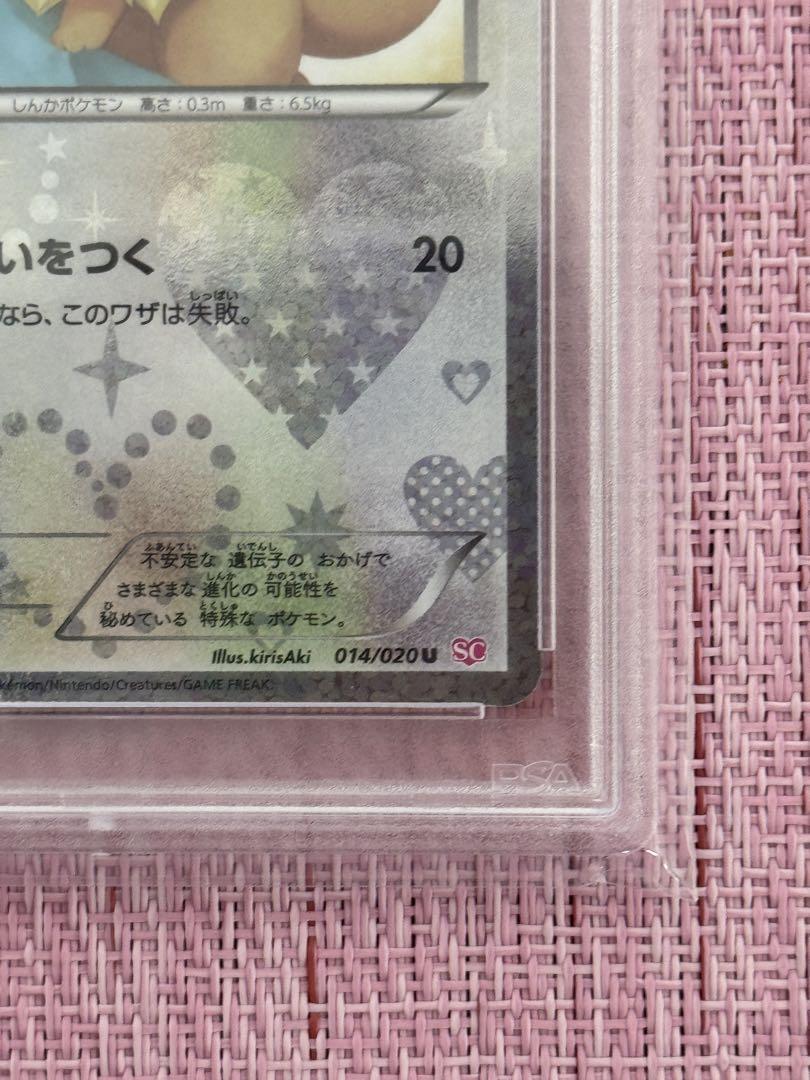 しんかポケモン 高さ:0.3m 重さ:6.5kg
いをつく 20
なら、このワザは失敗。
不安定な 遺伝子の おかげで
さまざまな 進化の 可能性を
秘めている 特殊な ポケモン。
Illus.kirisAki 014/020 U SC
okémon/Nintendo/Creatures/GAME FREAK.
PSA